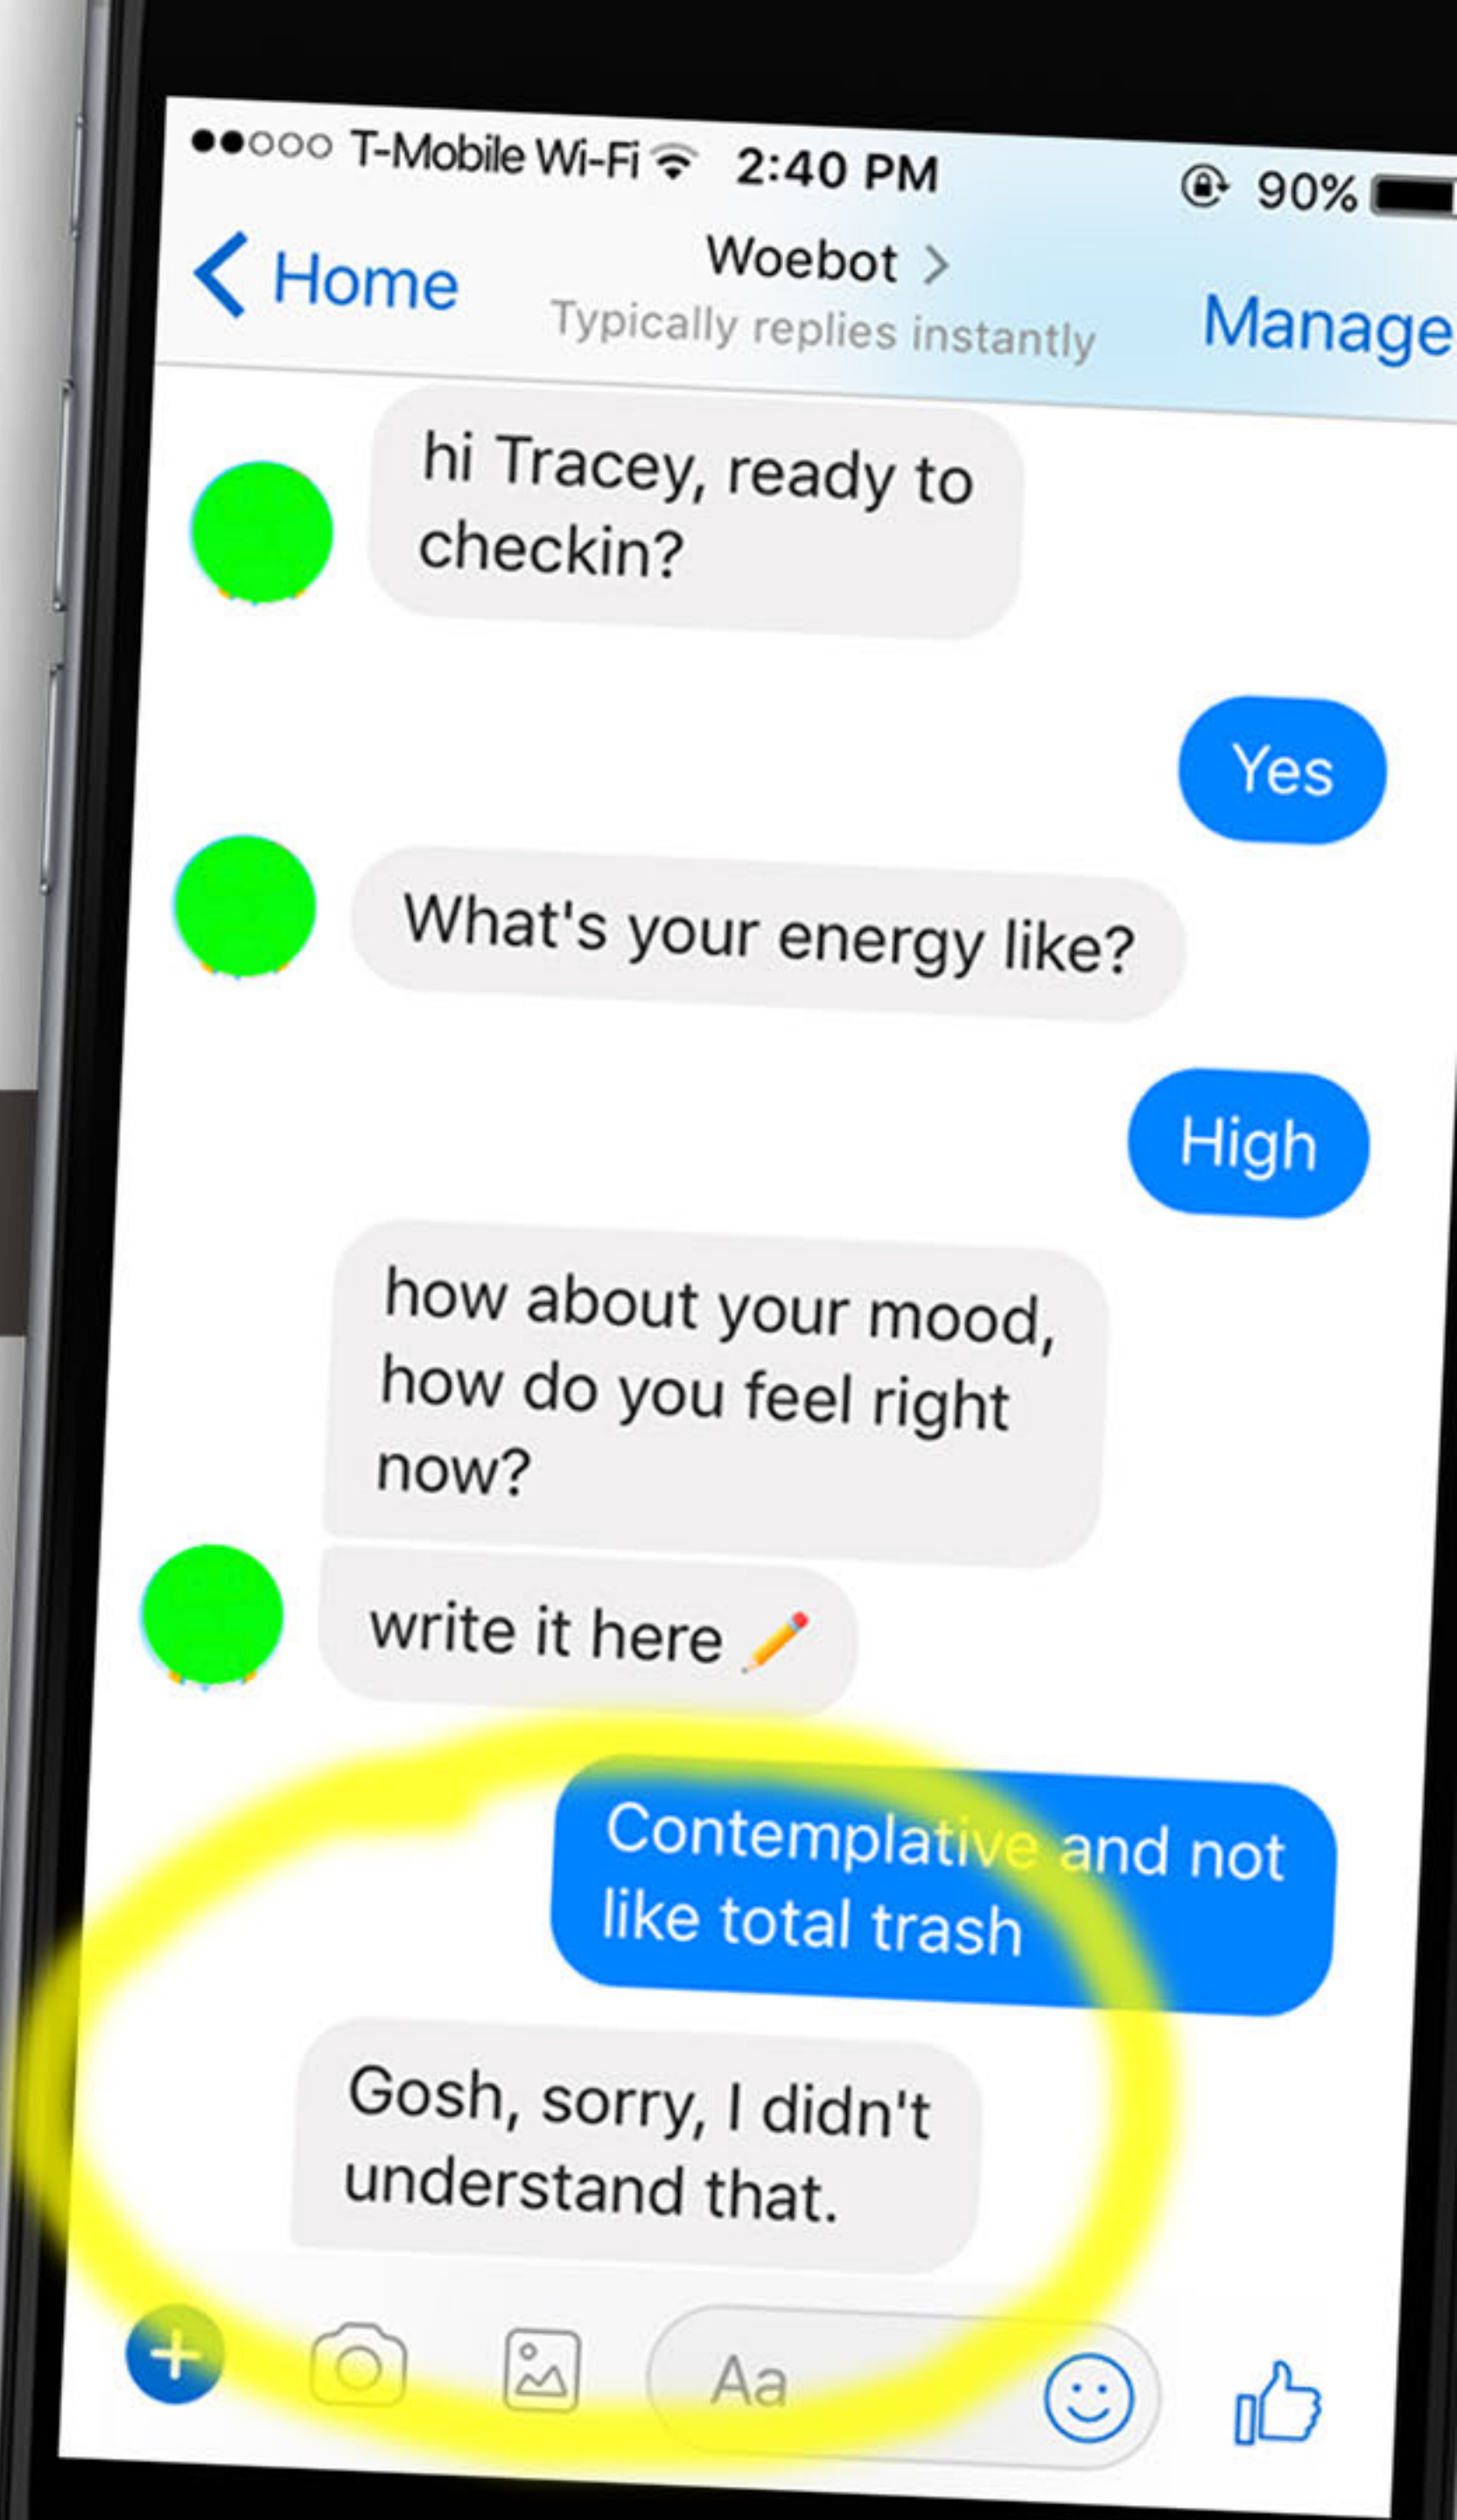 T-Mobile Wi-Fi 2:40 PM 90%
Home Woebot > Manage
Typically replies instantly
hi Tracey, ready to
checkin?
Yes
What's your energy like?
High
how about your mood,
how do you feel right
now?
write it here ✏️
Contemplative and not
like total trash
Gosh, sorry, I didn't
understand that.
Aa